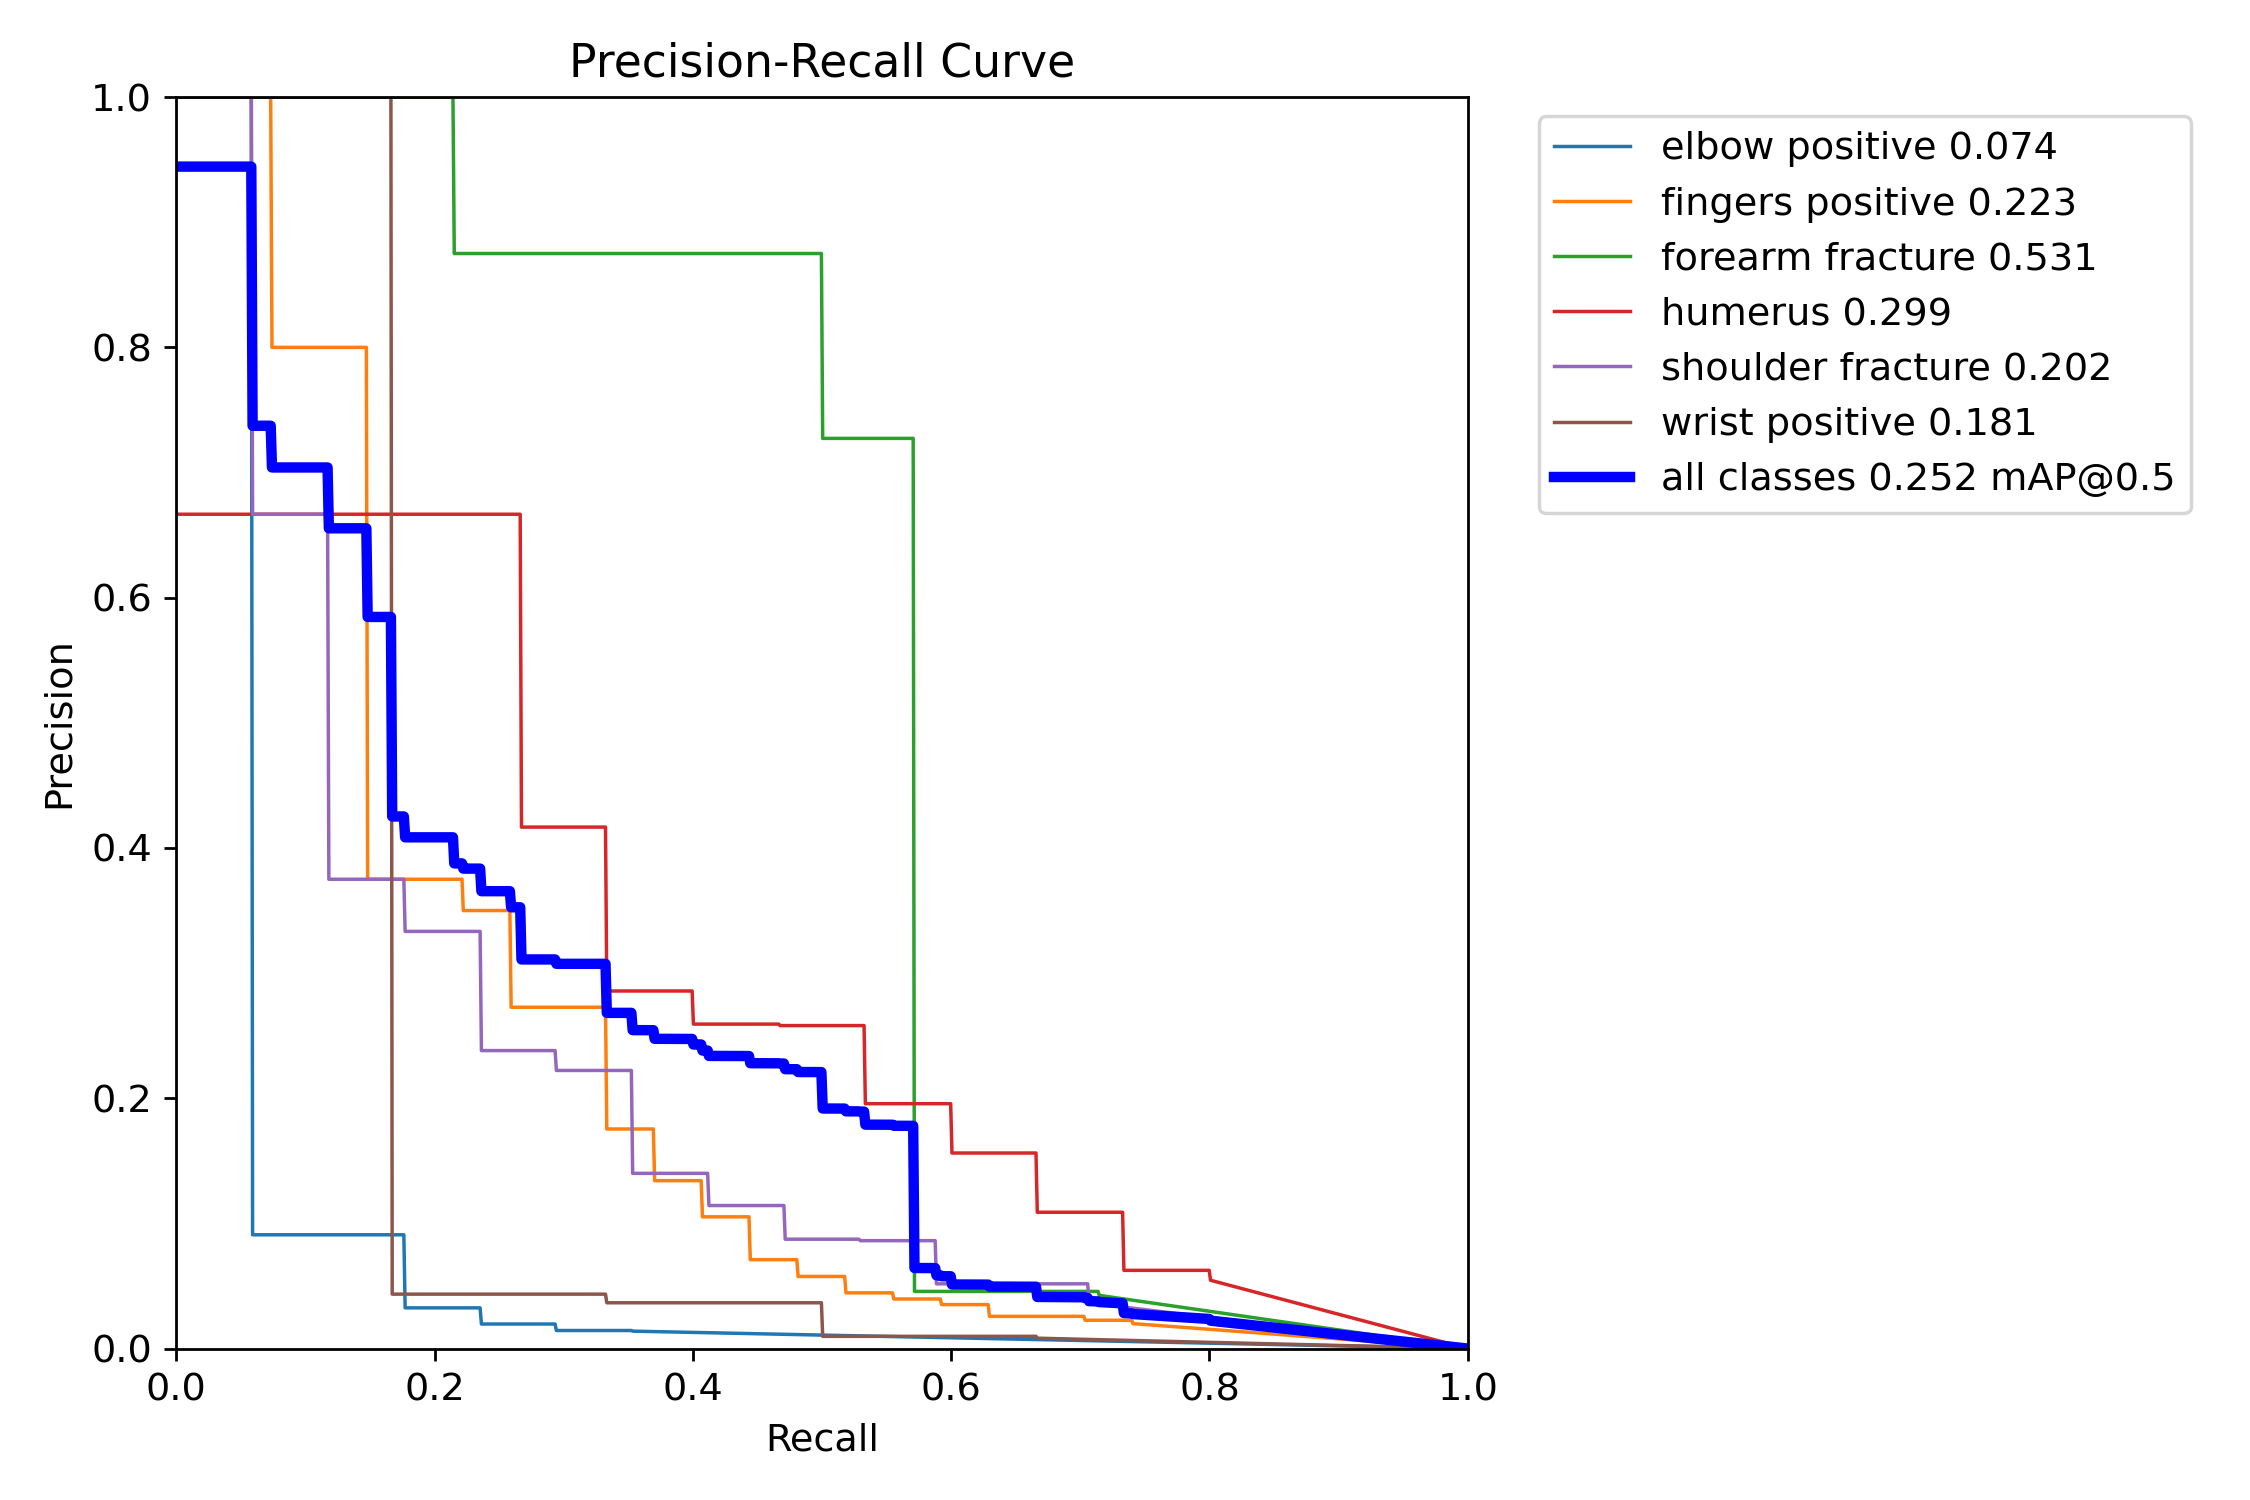 Precision-Recall Curve
1.0
0.8
0.6
0.4
0.2
0.0
Precision
0.0 0.2 0.4 0.6 0.8 1.0
Recall
elbow positive 0.074
fingers positive 0.223
forearm fracture 0.531
humerus 0.299
shoulder fracture 0.202
wrist positive 0.181
all classes 0.252 mAP@0.5